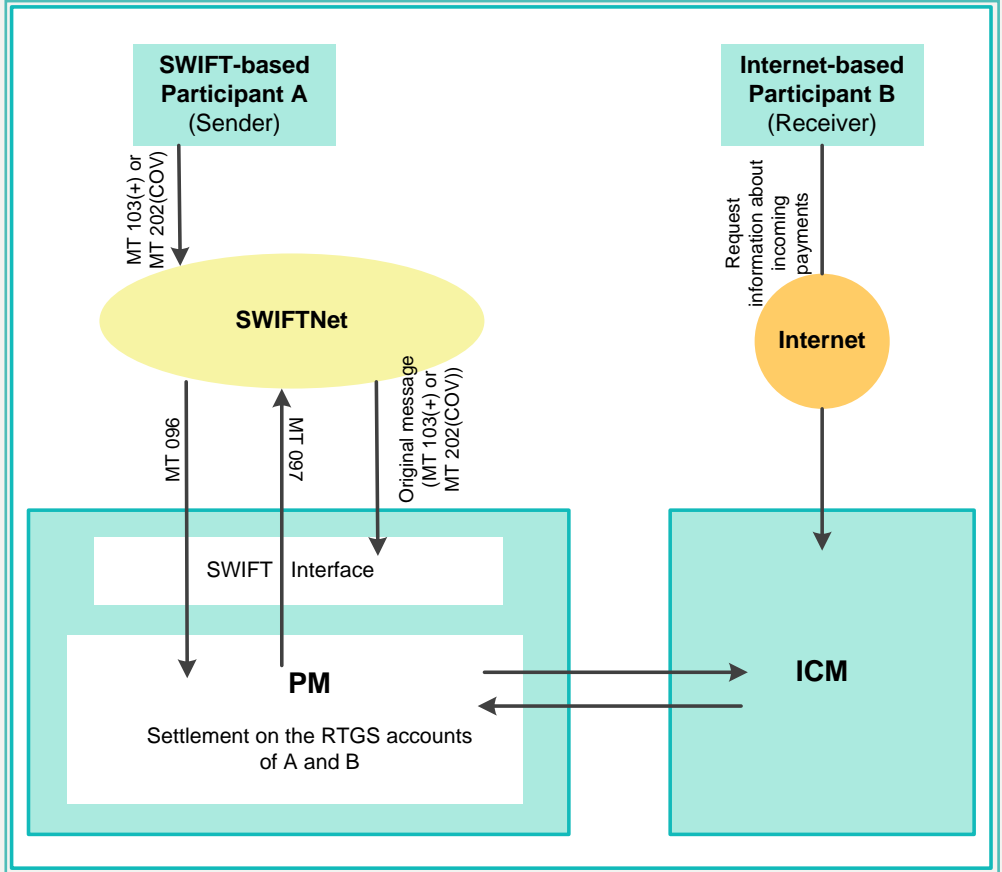 SWIFT-based
Participant A
(Sender)
Internet-based
Participant B
(Receiver)
MT 103(+) or
MT 202(COV)
Request
information about
incoming
payments
SWIFTNet
Internet
MT 096
MT 097
Original message
(MT 103(+) or
MT 202(COV))
SWIFT Interface
PM
Settlement on the RTGS accounts
of A and B
ICM